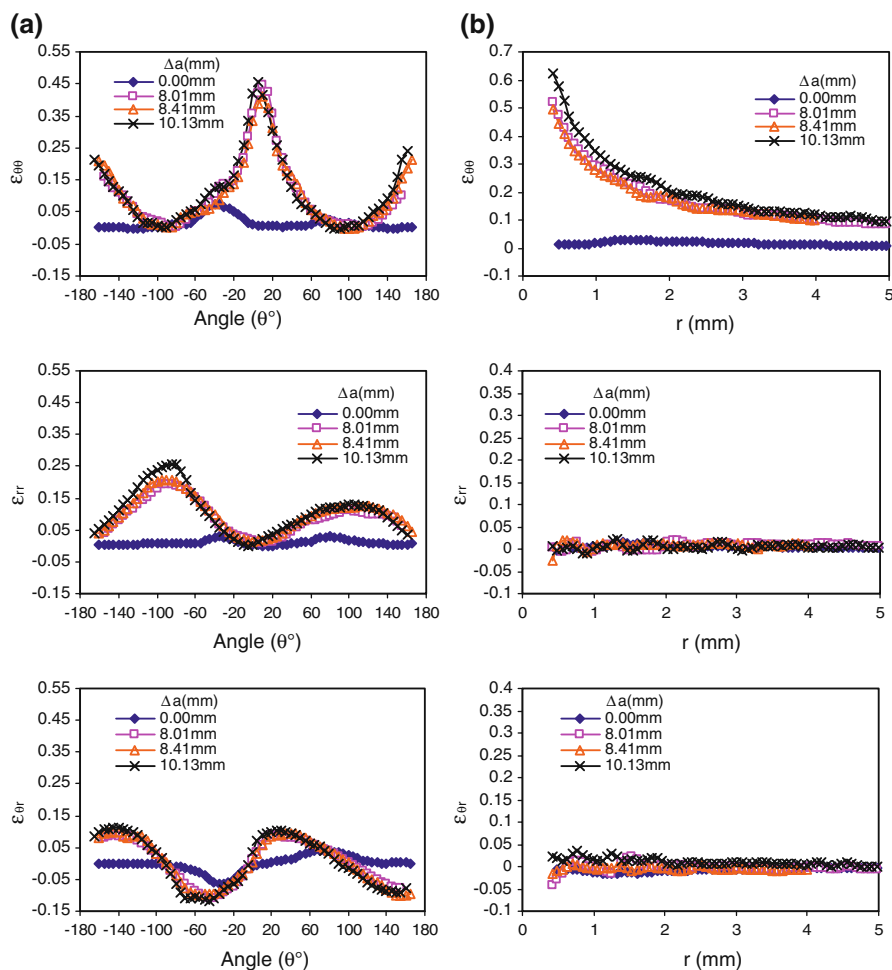 (a)
(b)
0.55
0.45
0.35
0.25
0.15
0.05
-0.05
-0.15
εθθ
Δa(mm)
0.00mm
8.01mm
8.41mm
10.13mm
-180 -140 -100 -60 -20 20 60 100 140 180
Angle (θ°)
0.7
0.6
0.5
0.4
0.3
0.2
0.1
0
-0.1
εθθ
Δa(mm)
0.00mm
8.01mm
8.41mm
10.13mm
0 1 2 3 4 5
r (mm)
0.55
0.45
0.35
0.25
0.15
0.05
-0.05
-0.15
εrr
Δa(mm)
0.00mm
8.01mm
8.41mm
10.13mm
-180 -140 -100 -60 -20 20 60 100 140 180
Angle (θ°)
0.4
0.35
0.3
0.25
0.2
0.15
0.1
0.05
0
-0.05
-0.1
εrr
Δa(mm)
0.00mm
8.01mm
8.41mm
10.13mm
0 1 2 3 4 5
r (mm)
0.55
0.45
0.35
0.25
0.15
0.05
-0.05
-0.15
εθr
Δa(mm)
0.00mm
8.01mm
8.41mm
10.13mm
-180 -140 -100 -60 -20 20 60 100 140 180
Angle (θ°)
0.4
0.35
0.3
0.25
0.2
0.15
0.1
0.05
0
-0.05
-0.1
εθr
Δa(mm)
0.00mm
8.01mm
8.41mm
10.13mm
0 1 2 3 4 5
r (mm)